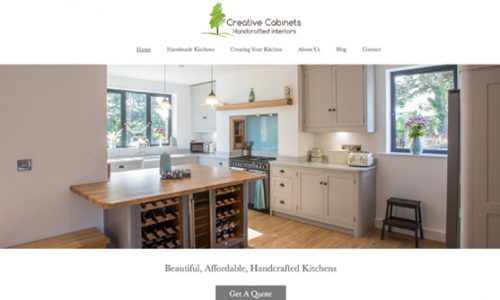 Creative Cabinets
Handcrafted Interiors
Home Handmade Kitchens Creating Your Kitchen About Us Blog Contact
Beautiful, Affordable, Handcrafted Kitchens
Get A Quote